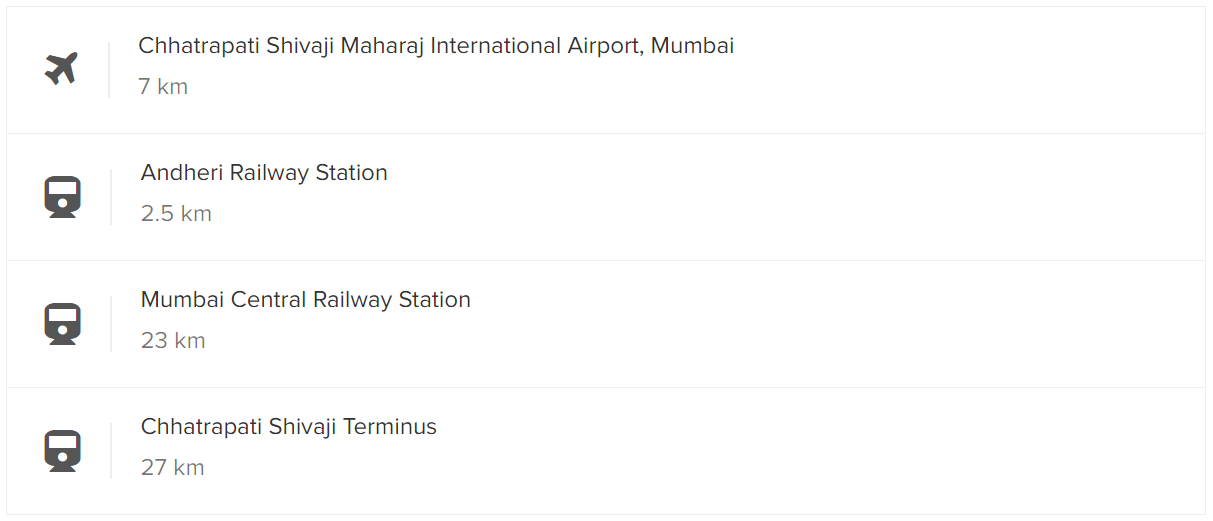 Chhatrapati Shivaji Maharaj International Airport, Mumbai
7 km
Andheri Railway Station
2.5 km
Mumbai Central Railway Station
23 km
Chhatrapati Shivaji Terminus
27 km